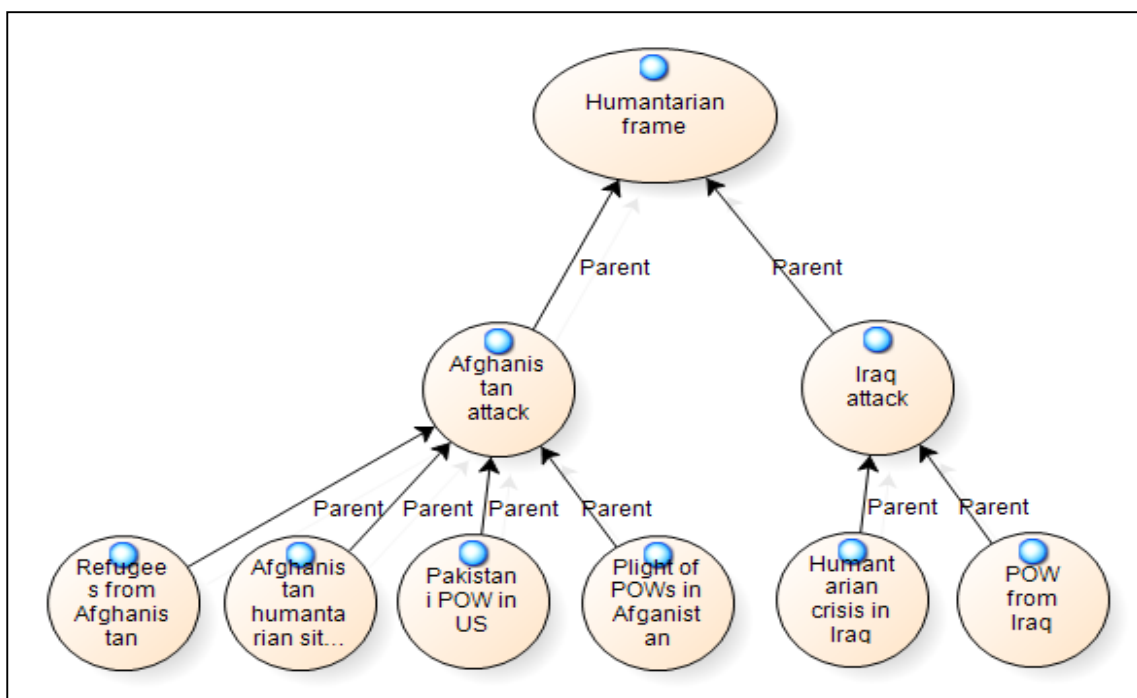 Humantarian
frame
Parent
Parent
Afghanis
tan
attack
Iraq
attack
Parent
Parent
Parent
Parent
Parent
Parent
Refugee
s from
Afghanis
tan
Afghanis
tan
humanta
rian sit...
Pakistan
i POW in
US
Plight of
POWs in
Afganist
an
Humant
arian
crisis in
Iraq
POW
from
Iraq